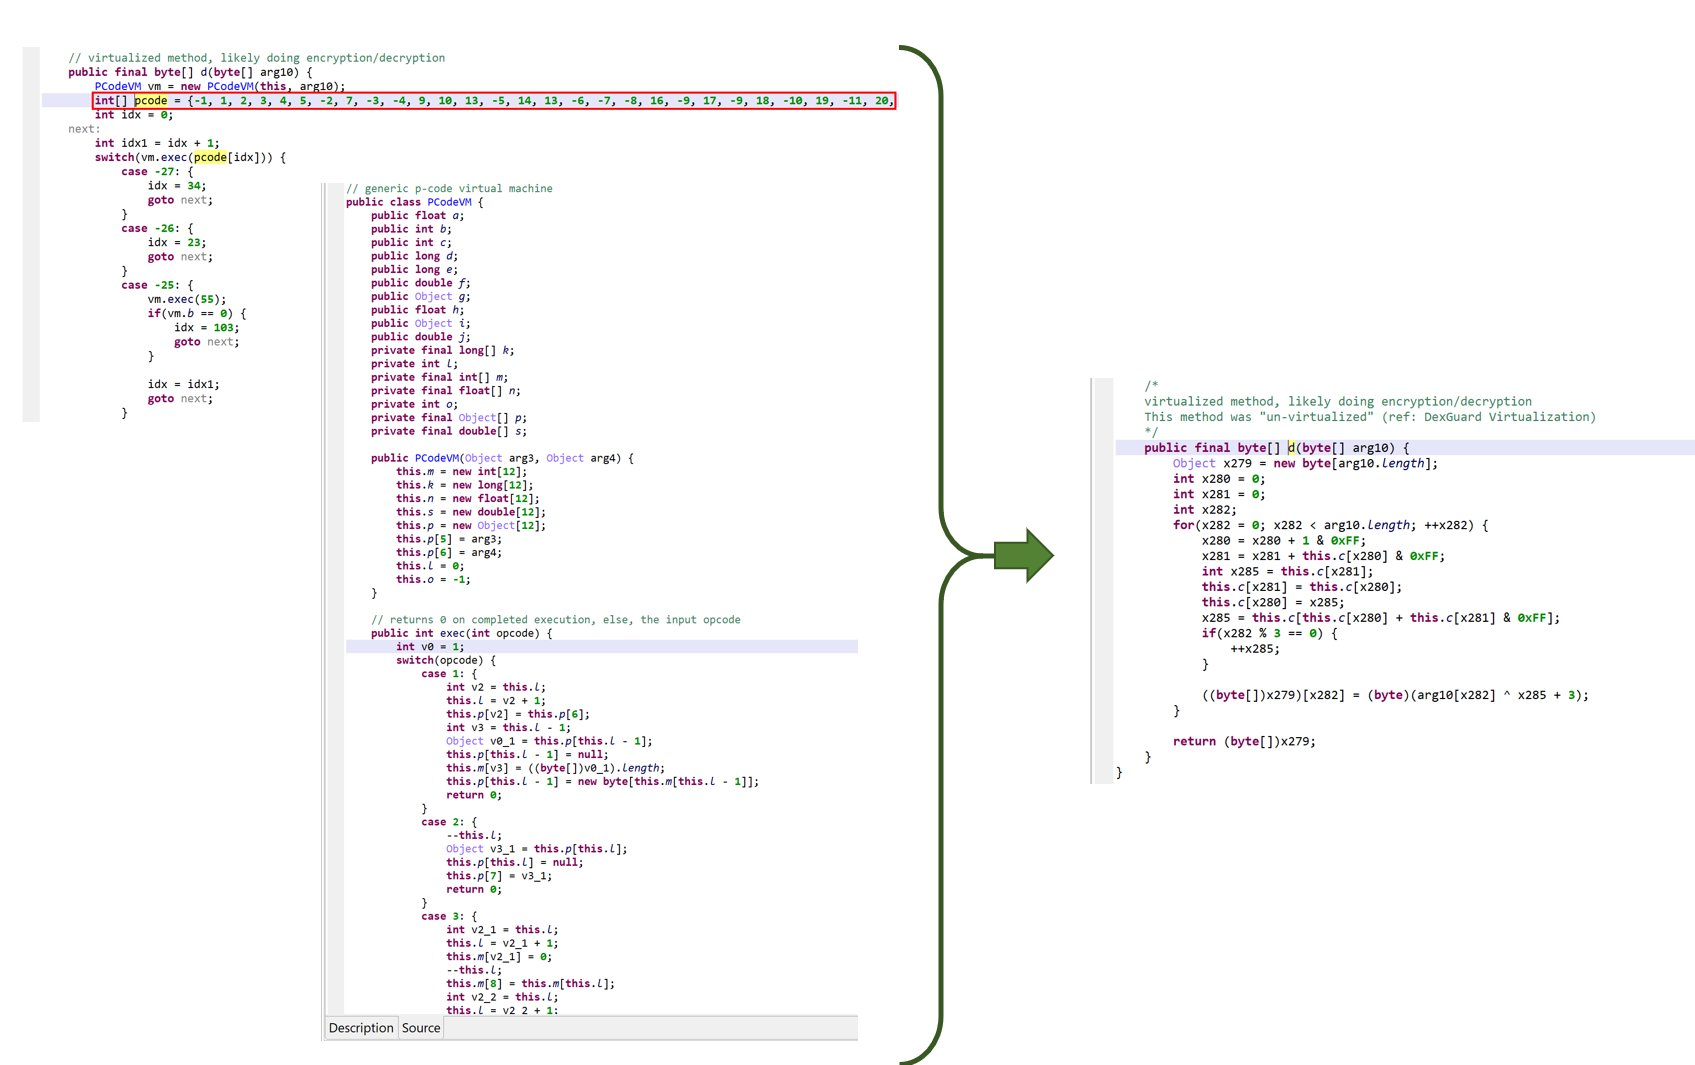 // virtualized method, likely doing encryption/decryption
public final byte[] d(byte[] arg10) {
PCodeVM vm = new PCodeVM(this, arg10);
int[] pcode = {-1, 1, 2, 3, 4, 5, -2, 7, -3, -4, 9, 10, 13, -5, 14, 13, -6, -7, -8, 16, -9, 17, -9, 18, -10, 19, -11, 20,
int idx = 0;
next:
int idx1 = idx + 1;
switch(vm.exec(pcode[idx])) {
case -27: {
idx = 34;
goto next;
}
case -26: {
idx = 23;
goto next;
}
case -25: {
vm.exec(55);
if(vm.b == 0) {
idx = 103;
goto next;
}
idx = idx1;
goto next;
}
// generic p-code virtual machine
public class PCodeVM {
public float a;
public int b;
public int c;
public long d;
public long e;
public double f;
public Object g;
public float h;
public Object i;
public double j;
private final long[] k;
private int l;
private final int[] m;
private final float[] n;
private int o;
private final Object[] p;
private final double[] s;
public PCodeVM(Object arg3, Object arg4) {
this.m = new int[12];
this.k = new long[12];
this.n = new float[12];
this.s = new double[12];
this.p = new Object[12];
this.p[5] = arg3;
this.p[6] = arg4;
this.l = 0;
this.o = -1;
}
// returns 0 on completed execution, else, the input opcode
public int exec(int opcode) {
int v0 = 1;
switch(opcode) {
case 1: {
int v2 = this.l;
this.l = v2 + 1;
this.p[v2] = this.p[6];
int v3 = this.l - 1;
Object v0_1 = this.p[this.l - 1];
this.p[this.l - 1] = null;
this.m[v3] = ((byte[])v0_1).length;
this.p[this.l - 1] = new byte[this.m[this.l - 1]];
return 0;
}
case 2: {
--this.l;
Object v3_1 = this.p[this.l];
this.p[this.l] = null;
this.p[7] = v3_1;
return 0;
}
case 3: {
int v2_1 = this.l;
this.l = v2_1 + 1;
this.m[v2_1] = 0;
--this.l;
this.m[8] = this.m[this.l];
int v2_2 = this.l;
this.l = v2_2 + 1;
Description Source
/*
virtualized method, likely doing encryption/decryption
This method was "un-virtualized" (ref: DexGuard Virtualization)
*/
public final byte[] d(byte[] arg10) {
Object x279 = new byte[arg10.length];
int x280 = 0;
int x281 = 0;
int x282;
for(x282 = 0; x282 < arg10.length; ++x282) {
x280 = x280 + 1 & 0xFF;
x281 = x281 + this.c[x280] & 0xFF;
int x285 = this.c[x281];
this.c[x281] = this.c[x280];
this.c[x280] = x285;
x285 = this.c[this.c[x280] + this.c[x281] & 0xFF];
if(x282 % 3 == 0) {
++x285;
}
((byte[])x279)[x282] = (byte)(arg10[x282] ^ x285 + 3);
}
return (byte[])x279;
}
}